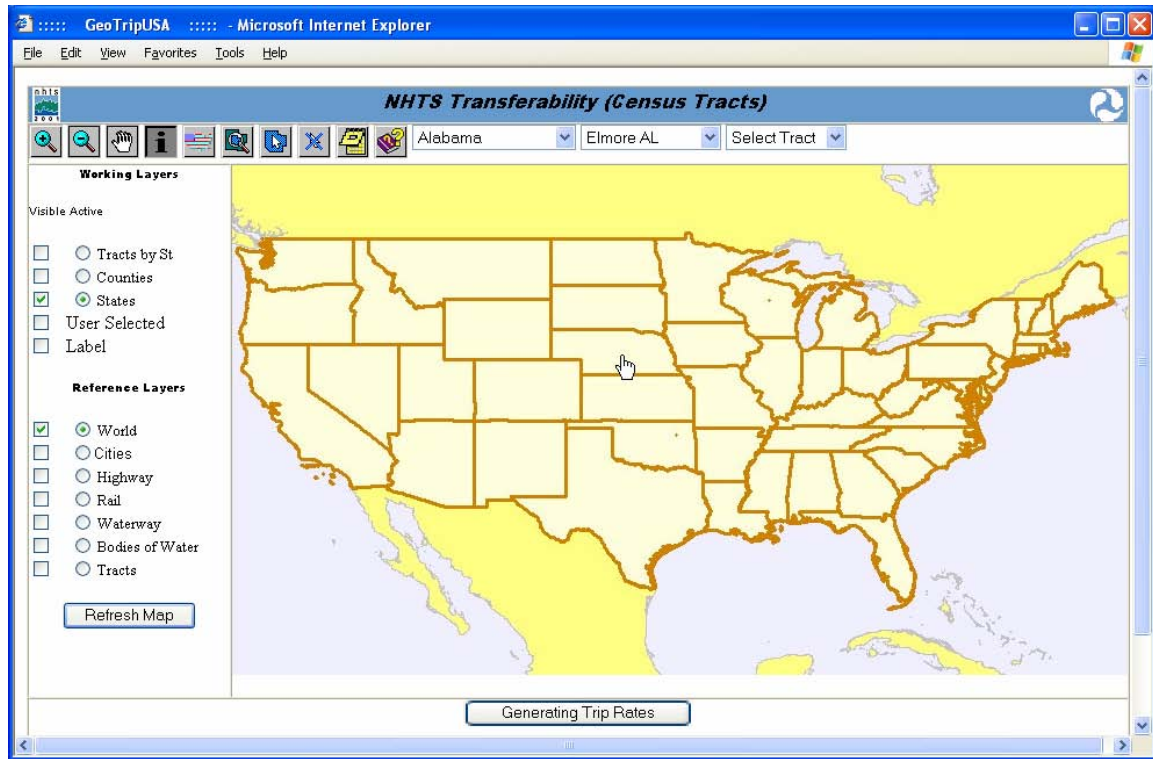 ::::: GeoTripUSA ::::: - Microsoft Internet Explorer
File Edit View Favorites Tools Help
nhts
2001
NHTS Transferability (Census Tracts)
Alabama Elmore AL Select Tract
Working Layers
Visible Active
Tracts by St
Counties
States
User Selected
Label
Reference Layers
World
Cities
Highway
Rail
Waterway
Bodies of Water
Tracts
Refresh Map
Generating Trip Rates